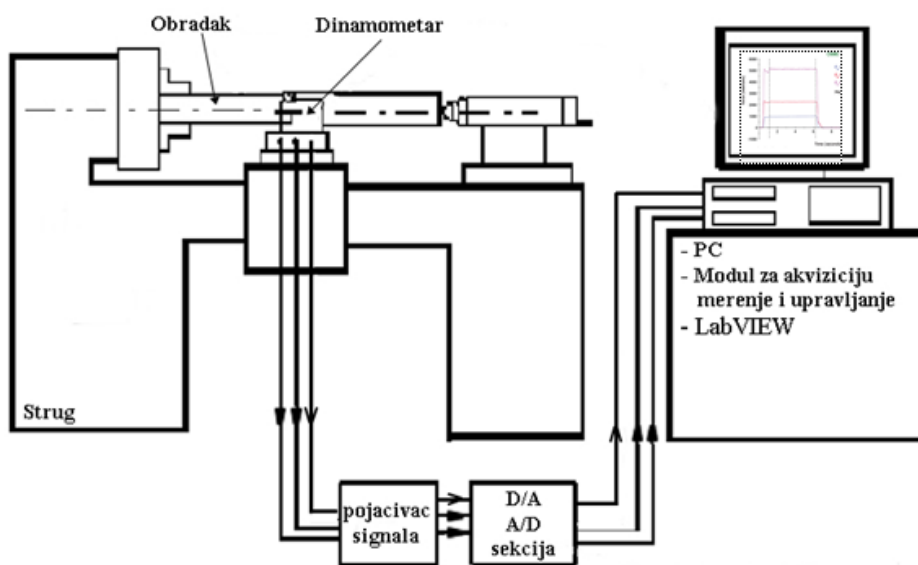 Obradak
Dinamometar
- PC
- Modul za akviziciju
merenje i upravljanje
- LabVIEW
Strug
pojacivac
signala
D/A
A/D
sekcija